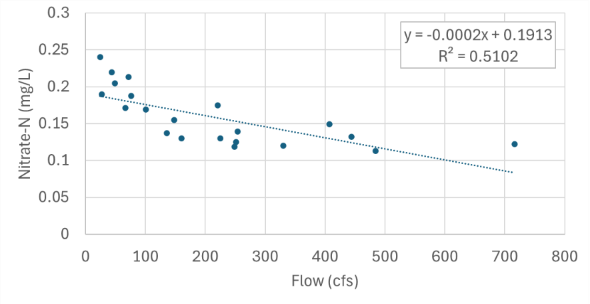 0.3
0.25
0.2
0.15
0.1
0.05
0
Nitrate-N (mg/L)
y = -0.0002x + 0.1913
R² = 0.5102
0 100 200 300 400 500 600 700 800
Flow (cfs)